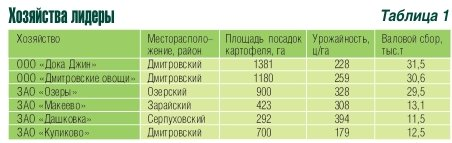 Хозяйства лидеры
Таблица 1
Хозяйство Месторасполо- Площадь посадок Урожайность, Валовой сбор,
жение, район картофеля, га ц/га тыс.т
ООО «Дока Джин» Дмитровский 1381 228 31,5
ООО «Дмитровские овощи» Дмитровский 1180 259 30,6
ЗАО «Озеры» Озерский 900 328 29,5
ЗАО «Макеево» Зарайский 423 308 13,1
ЗАО «Дашковка» Серпуховский 292 394 11,5
ЗАО «Куликово» Дмитровский 700 179 12,5